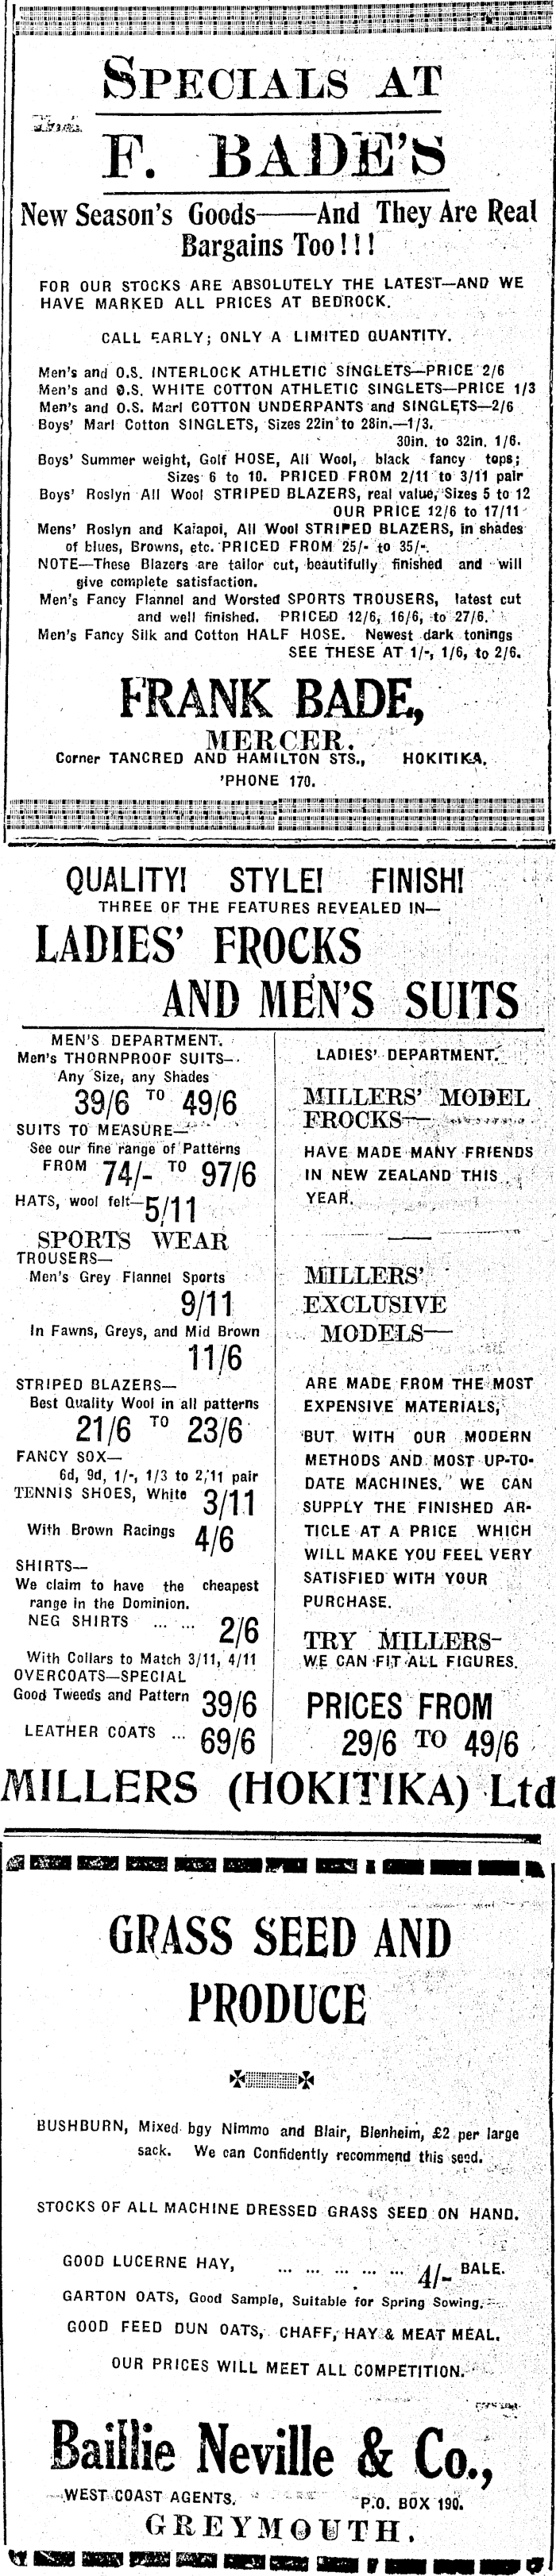 SPECIALS AT
F. BADE'S
New Season's Goods——And They Are Real
Bargains Too!!!
FOR OUR STOCKS ARE ABSOLUTELY THE LATEST—AND WE
HAVE MARKED ALL PRICES AT BEDROCK.
CALL EARLY; ONLY A LIMITED QUANTITY.
Men's and O.S. INTERLOCK ATHLETIC SINGLETS—PRICE 2/6
Men's and O.S. WHITE COTTON ATHLETIC SINGLETS—PRICE 1/3
Men's and O.S. Marl COTTON UNDERPANTS and SINGLETS—2/6
Boys' Marl Cotton SINGLETS, Sizes 22in to 28in.—1/3.
30in. to 32in. 1/6.
Boys' Summer weight, Golf HOSE, All Wool, black fancy tops;
Sizes 6 to 10. PRICED FROM 2/11 to 3/11 pair
Boys' Roslyn All Wool STRIPED BLAZERS, real value, Sizes 5 to 12
OUR PRICE 12/6 to 17/11
Mens' Roslyn and Kaiapoi, All Wool STRIPED BLAZERS, in shades
of blues, Browns, etc. PRICED FROM 25/- to 35/-.
NOTE—These Blazers are tailor cut, beautifully finished and will
give complete satisfaction.
Men's Fancy Flannel and Worsted SPORTS TROUSERS, latest cut
and well finished. PRICED 12/6, 16/6, to 27/6.
Men's Fancy Silk and Cotton HALF HOSE. Newest dark tonings
SEE THESE AT 1/-, 1/6, to 2/6.
FRANK BADE,
MERCER.
Corner TANCRED AND HAMILTON STS., HOKITIKA.
'PHONE 170.
QUALITY! STYLE! FINISH!
THREE OF THE FEATURES REVEALED IN—
LADIES' FROCKS
AND MEN'S SUITS
MEN'S DEPARTMENT.
Men's THORNPROOF SUITS—
Any Size, any Shades
39/6 TO 49/6
SUITS TO MEASURE—
See our fine range of Patterns
FROM 74/- TO 97/6
HATS, wool felt—5/11
SPORTS WEAR
TROUSERS—
Men's Grey Flannel Sports
9/11
In Fawns, Greys, and Mid Brown
11/6
STRIPED BLAZERS—
Best Quality Wool in all patterns
21/6 TO 23/6
FANCY SOX—
6d, 9d, 1/-, 1/3 to 2/11 pair
TENNIS SHOES, White 3/11
With Brown Racings 4/6
SHIRTS—
We claim to have the cheapest
range in the Dominion.
NEG SHIRTS ... ... 2/6
With Collars to Match 3/11, 4/11
OVERCOATS—SPECIAL
Good Tweeds and Pattern 39/6
LEATHER COATS ... 69/6
LADIES' DEPARTMENT.
MILLERS' MODEL
FROCKS—
HAVE MADE MANY FRIENDS
IN NEW ZEALAND THIS
YEAR.
MILLERS'
EXCLUSIVE
MODELS—
ARE MADE FROM THE MOST
EXPENSIVE MATERIALS,
BUT WITH OUR MODERN
METHODS AND MOST UP-TO-
DATE MACHINES. WE CAN
SUPPLY THE FINISHED AR-
TICLE AT A PRICE WHICH
WILL MAKE YOU FEEL VERY
SATISFIED WITH YOUR
PURCHASE.
TRY MILLERS-
WE CAN FIT ALL FIGURES.
PRICES FROM
29/6 TO 49/6
MILLERS (HOKITIKA) Ltd
GRASS SEED AND
PRODUCE
BUSHBURN, Mixed bgy Nimmo and Blair, Blenheim, £2 per large
sack. We can Confidently recommend this seed.
STOCKS OF ALL MACHINE DRESSED GRASS SEED ON HAND.
GOOD LUCERNE HAY, ... ... ... ... ... 4/- BALE.
GARTON OATS, Good Sample, Suitable for Spring Sowing.
GOOD FEED DUN OATS, CHAFF, HAY & MEAT MEAL.
OUR PRICES WILL MEET ALL COMPETITION.
Baillie Neville & Co.,
WEST COAST AGENTS. P.O. BOX 190.
GREYMOUTH.